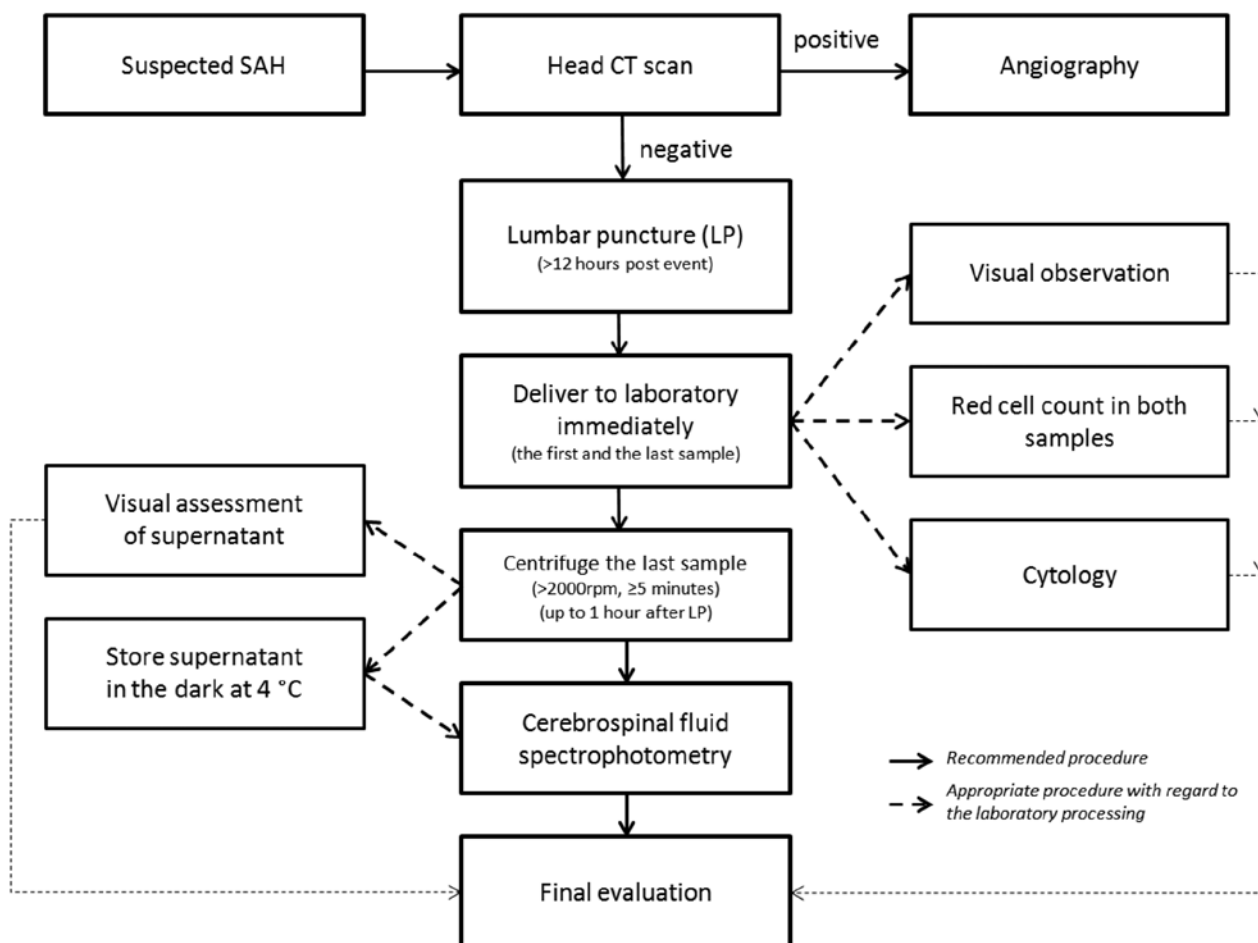 Suspected SAH
Head CT scan
positive
Angiography
negative
Lumbar puncture (LP)
(>12 hours post event)
Visual observation
Deliver to laboratory
immediately
(the first and the last sample)
Red cell count in both
samples
Cytology
Visual assessment
of supernatant
Centrifuge the last sample
(>2000rpm, ≥5 minutes)
(up to 1 hour after LP)
Store supernatant
in the dark at 4 °C
Cerebrospinal fluid
spectrophotometry
Recommended procedure
Appropriate procedure with regard to
the laboratory processing
Final evaluation